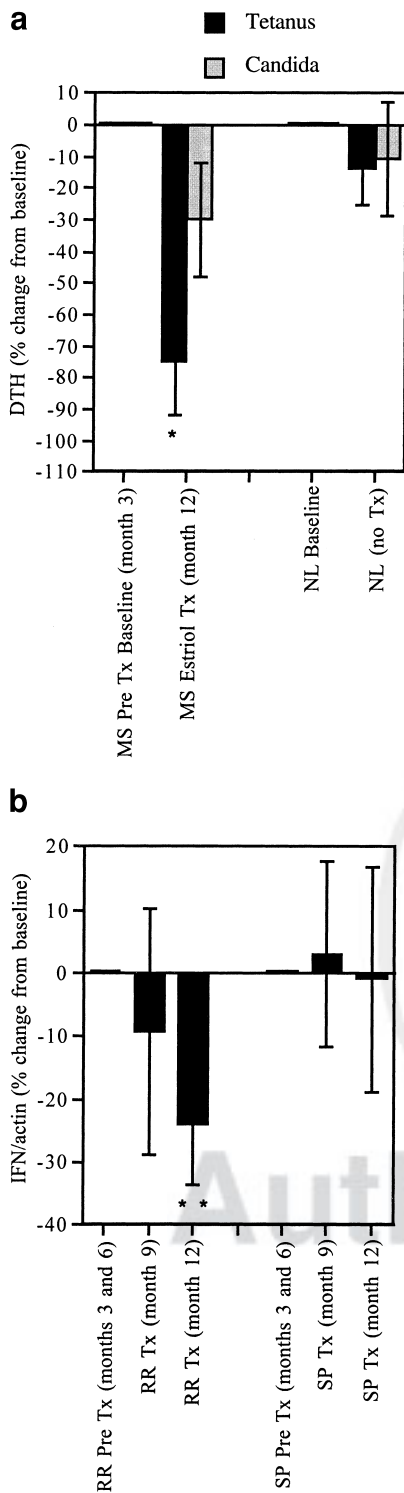 a
Tetanus
Candida
DTH (% change from baseline)
10
0
-10
-20
-30
-40
-50
-60
-70
-80
-90
-100
-110
*
MS Pre Tx Baseline (month 3)
MS Estriol Tx (month 12)
NL Baseline
NL (no Tx)
b
IFN/actin (% change from baseline)
20
10
0
-10
-20
-30
-40
* *
RR Pre Tx (months 3 and 6)
RR Tx (month 9)
RR Tx (month 12)
SP Pre Tx (months 3 and 6)
SP Tx (month 9)
SP Tx (month 12)